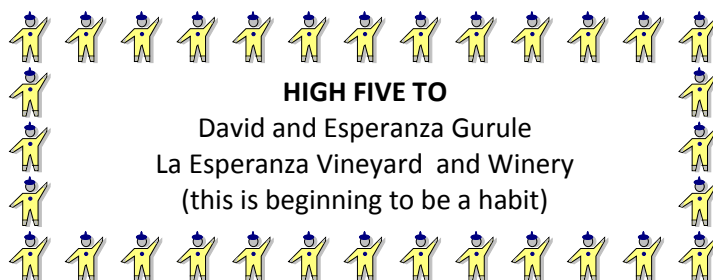 HIGH FIVE TO
David and Esperanza Gurule
La Esperanza Vineyard  and Winery
(this is beginning to be a habit)